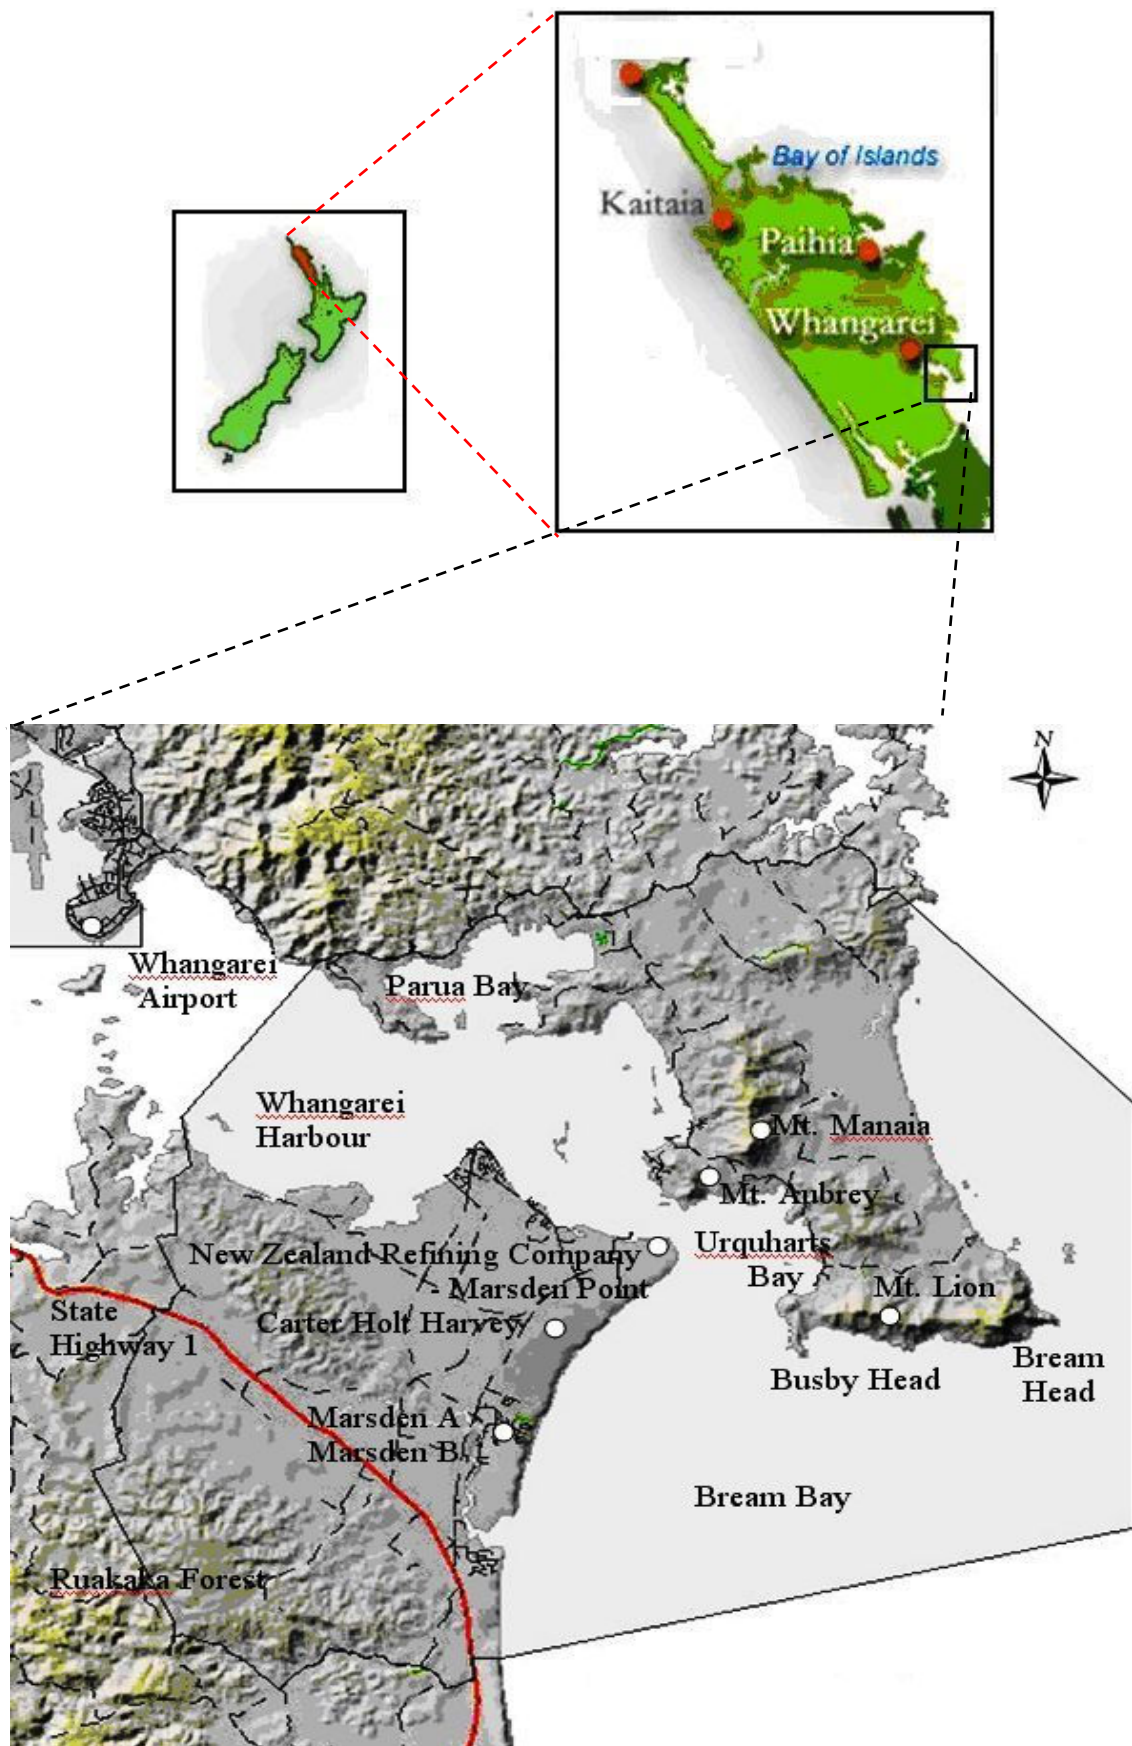 Bay of Islands
Kaitaia
Paihia
Whangarei
N
Whangarei
Airport
Parua Bay
Whangarei
Harbour
Mt. Manaia
Mt. Aubrey
New Zealand Refining Company
- Marsden Point
Urquharts
Bay
Mt. Lion
State
Highway 1
Carter Holt Harvey
Busby Head
Bream
Head
Marsden A
Marsden B
Bream Bay
Ruakaka Forest